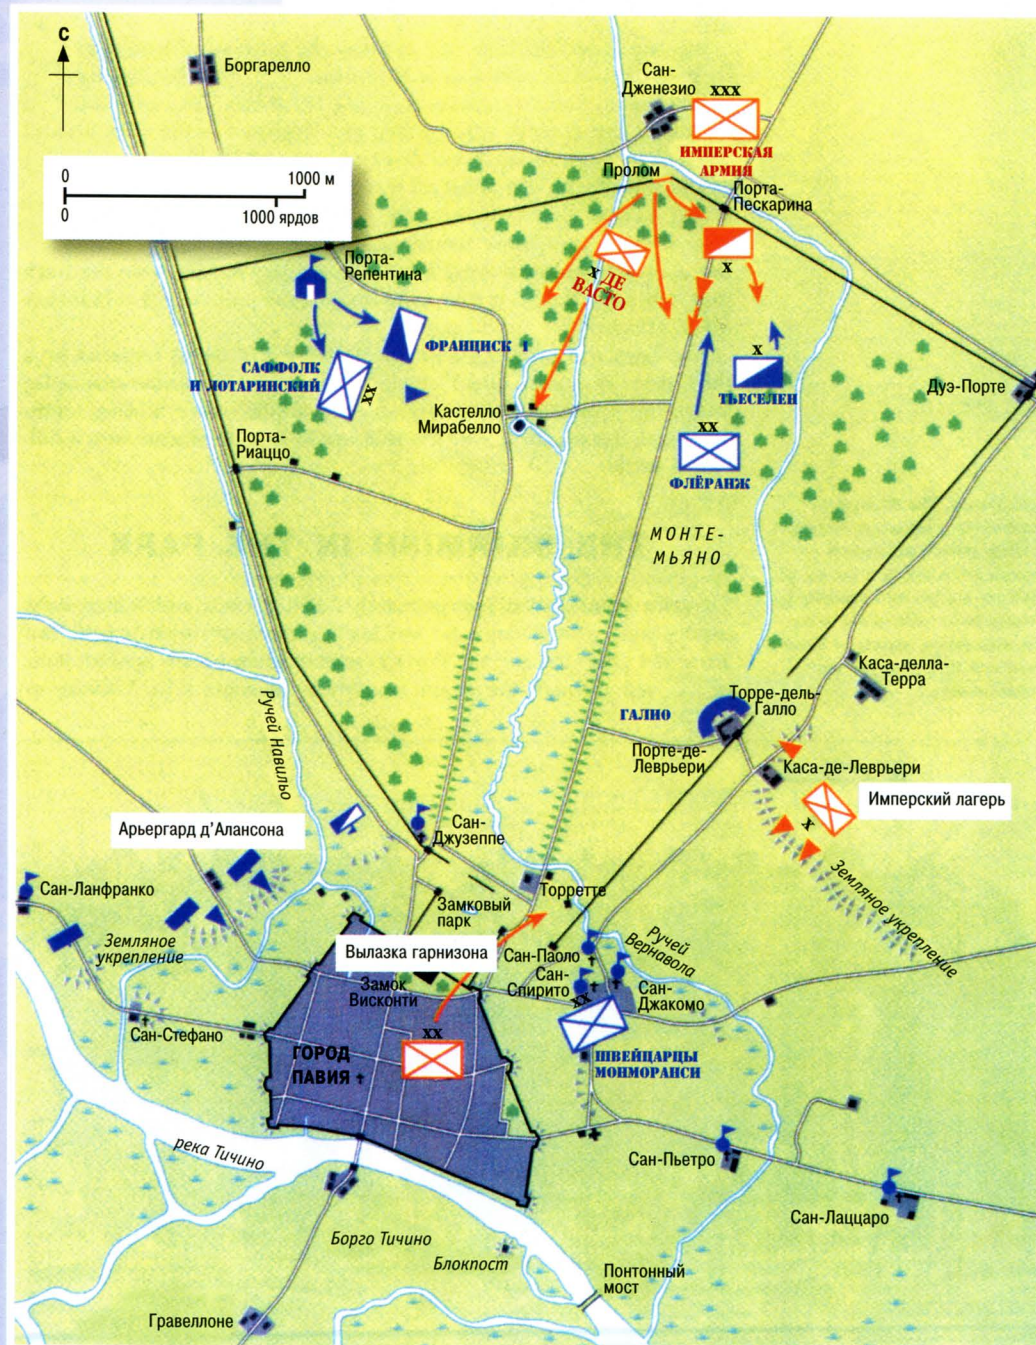 С
Боргарелло
Сан-
Дженезио
XXX
ИМПЕРСКАЯ
АРМИЯ
0 1000 м
0 1000 ярдов
Пролом
Порта-
Пескарина
Порта-
Репентина
X
ДЕ
ВАСТО
X
ФРАНЦИСК I
САФФОЛК
И ЛОТАРИНСКИЙ
XX
X
ТЬЕСЕЛЕН
Дуэ-Порте
Кастелло
Мирабелло
XX
ФЛЁРАНЖ
Порта-
Риаццо
МОНТЕ-
МЬЯНО
Каса-делла-
Терра
Ручей Навильо
ГАЛИО
Торре-дель-
Галло
Порте-де-
Леврьери
Каса-де-Леврьери
Имперский лагерь
X
Арьергард д'Алансона
Сан-
Джузеппе
Земляное укрепление
Сан-Ланфранко
Торретте
Замковый
парк
Земляное
укрепление
Вылазка гарнизона
Сан-Паоло
Ручей
Вернавола
Сан-
Спирито
Замок
Висконти
Сан-
Джакомо
XX
Сан-Стефано
XX
ГОРОД
ПАВИЯ
ШВЕЙЦАРЦЫ
МОНМОРАНСИ
река Тичино
Сан-Пьетро
Сан-Лаццаро
Борго Тичино
Блокпост
Понтонный
мост
Гравеллоне